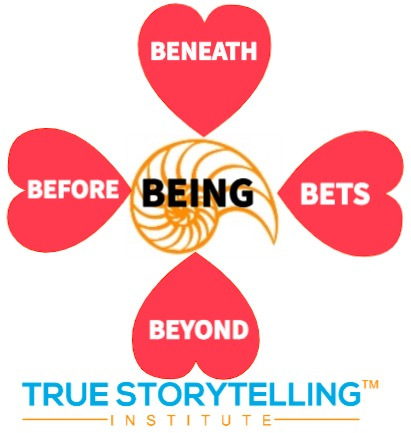 BENEATH
BEFORE BEING BETS
BEYOND
TRUE STORYTELLING™
INSTITUTE